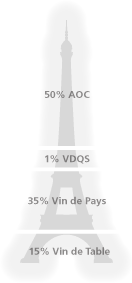 50% AOC
1% VDQS
35% Vin de Pays
15% Vin de Table